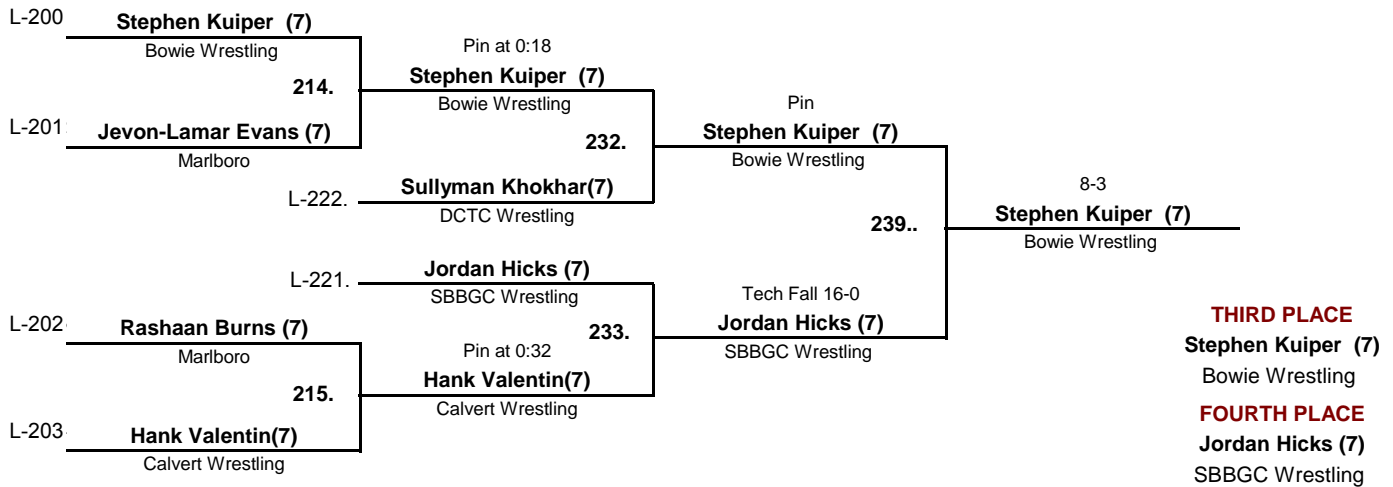 L-200
Stephen Kuiper (7)
Bowie Wrestling
214.
L-201
Jevon-Lamar Evans (7)
Marlboro
Pin at 0:18
Stephen Kuiper (7)
Bowie Wrestling
232.
L-222.
Sullyman Khokhar(7)
DCTC Wrestling
Pin
Stephen Kuiper (7)
Bowie Wrestling
239..
8-3
Stephen Kuiper (7)
Bowie Wrestling
L-221.
Jordan Hicks (7)
SBBGC Wrestling
233.
Tech Fall 16-0
Jordan Hicks (7)
SBBGC Wrestling
L-202
Rashaan Burns (7)
Marlboro
215.
Pin at 0:32
Hank Valentin(7)
Calvert Wrestling
L-203
Hank Valentin(7)
Calvert Wrestling
THIRD PLACE
Stephen Kuiper (7)
Bowie Wrestling
FOURTH PLACE
Jordan Hicks (7)
SBBGC Wrestling